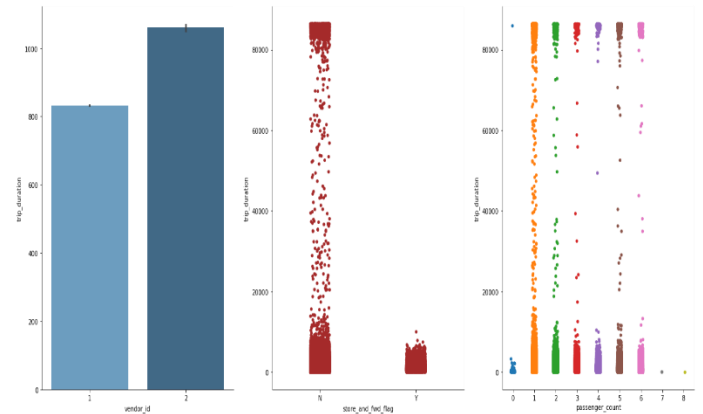 trip_duration
1000
800
600
400
200
0
1
2
vendor_id
trip_duration
80000
60000
40000
20000
0
N
Y
store_and_fwd_flag
trip_duration
80000
60000
40000
20000
0
0 1 2 3 4 5 6 7 8
passenger_count